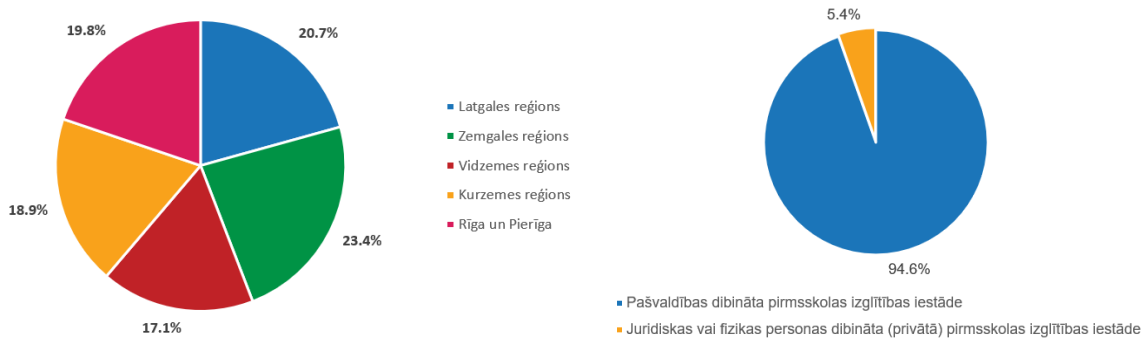 19.8%
20.7%
18.9%
23.4%
17.1%
Latgales reģions
Zemgales reģions
Vidzemes reģions
Kurzemes reģions
Rīga un Pierīga
5.4%
94.6%
Pašvaldības dibināta pirmsskolas izglītības iestāde
Juridiskas vai fizikas personas dibināta (privātā) pirmsskolas izglītības iestāde